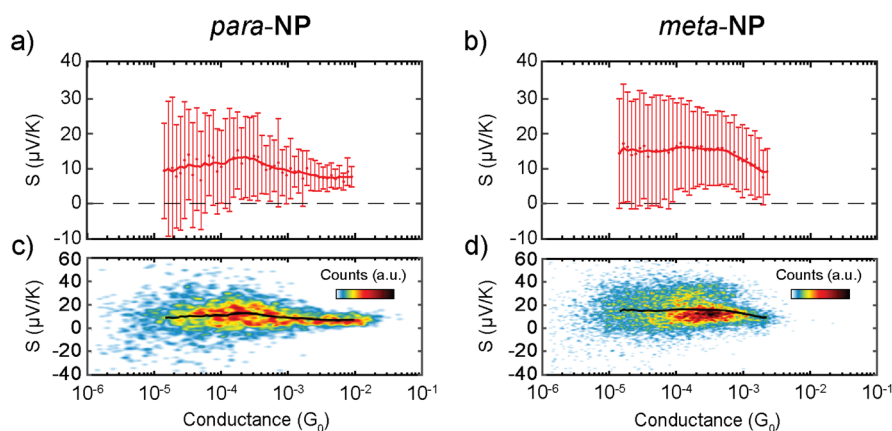 para-NP
meta-NP
a)
b)
40
30
20
10
0
-10
S (µV/K)
40
30
20
10
0
-10
S (µV/K)
c)
d)
60
40
20
0
-20
-40
S (µV/K)
Counts (a.u.)
60
40
20
0
-20
-40
S (µV/K)
Counts (a.u.)
10⁻⁶ 10⁻⁵ 10⁻⁴ 10⁻³ 10⁻² 10⁻¹
10⁻⁶ 10⁻⁵ 10⁻⁴ 10⁻³ 10⁻² 10⁻¹
Conductance (G₀)
Conductance (G₀)